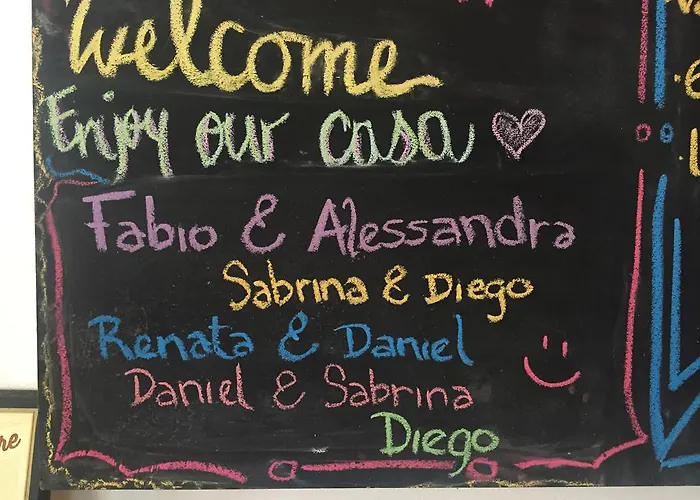 Welcome
Enjoy our casa
Fabio & Alessandra
Sabrina & Diego
Renata & Daniel
Daniel & Sabrina
Diego